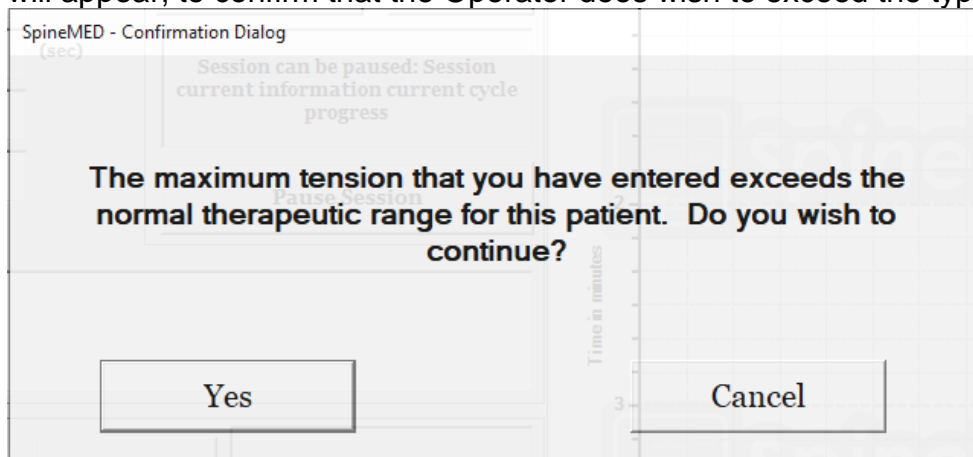 will appear, to confirm that the Operator does wish to exceed the typ
SpineMED - Confirmation Dialog
(sec)
Session can be paused: Session
current information current cycle
progress
The maximum tension that you have entered exceeds the
Pause Session
normal therapeutic range for this patient.  Do you wish to
2
continue?
Time in minutes
Yes
Cancel
3
Spine